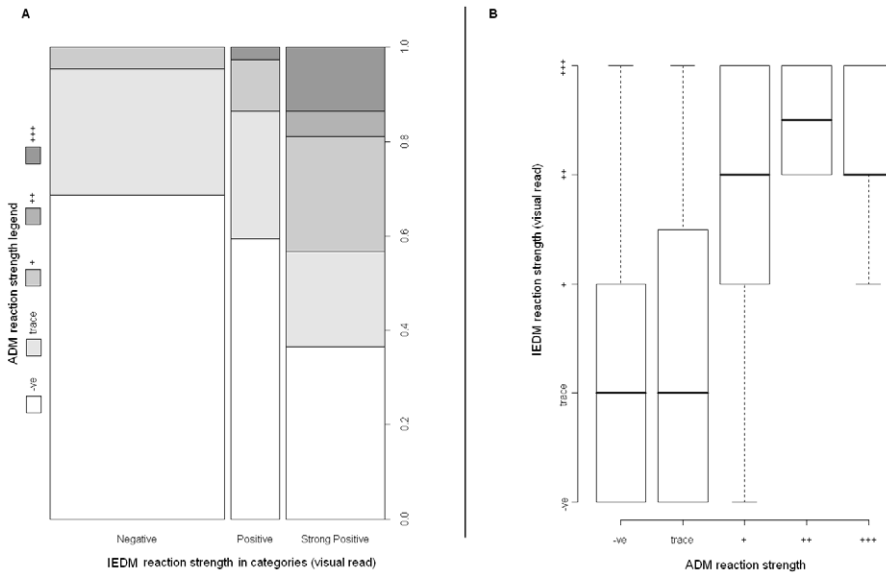 A
ADM reaction strength legend
-ve
trace
+
++
+++
0.0
0.2
0.4
0.6
0.8
1.0
Negative
Positive
Strong Positive
IEDM reaction strength in categories (visual read)
B
IEDM reaction strength (visual read)
+++
++
+
trace
-ve
-ve
trace
+
++
+++
ADM reaction strength